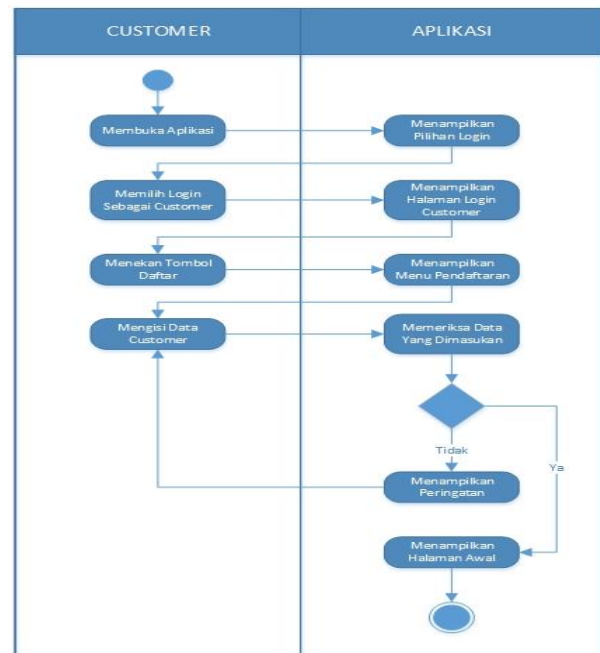 CUSTOMER
APLIKASI
Membuka Aplikasi
Menampilkan
Pilihan Login
Memilih Login
Sebagai Customer
Menampilkan
Halaman Login
Customer
Menekan Tombol
Daftar
Menampilkan
Menu Pendaftaran
Mengisi Data
Customer
Memeriksa Data
Yang Dimasukan
Tidak
Ya
Menampilkan
Peringatan
Menampilkan
Halaman Awal